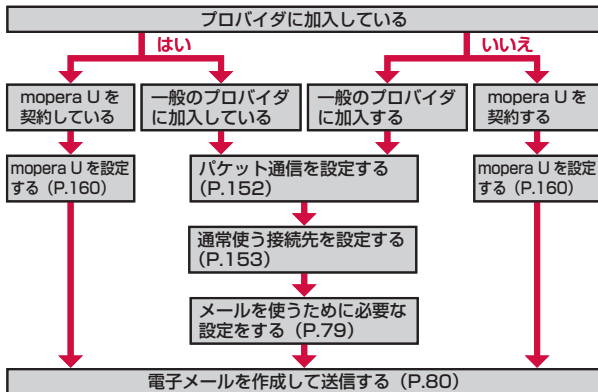 プロバイダに加入している
はい
いいえ
mopera U を
契約している
一般のプロバイダ
に加入している
一般のプロバイダ
に加入する
mopera U を
契約する
mopera U を設定
する（P.160）
パケット通信を設定する
（P.152）
mopera U を設定
する（P.160）
通常使う接続先を設定する
（P.153）
メールを使うために必要な
設定をする（P.79）
電子メールを作成して送信する（P.80）